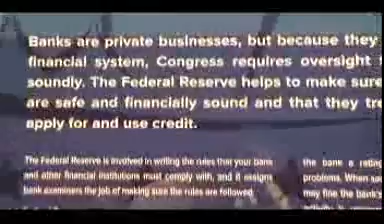 Banks are private businesses, but because they
financial system, Congress requires oversight
soundly. The Federal Reserve helps to make sure
are safe and financially sound and that they
apply for and use credit.
The Federal Reserve is involved in writing the rules that your bank
and other financial institutions must comply with, and it assigns
bank examiners the job of making sure the rules are followed.
the bank a
problems. When
may fine the bank's